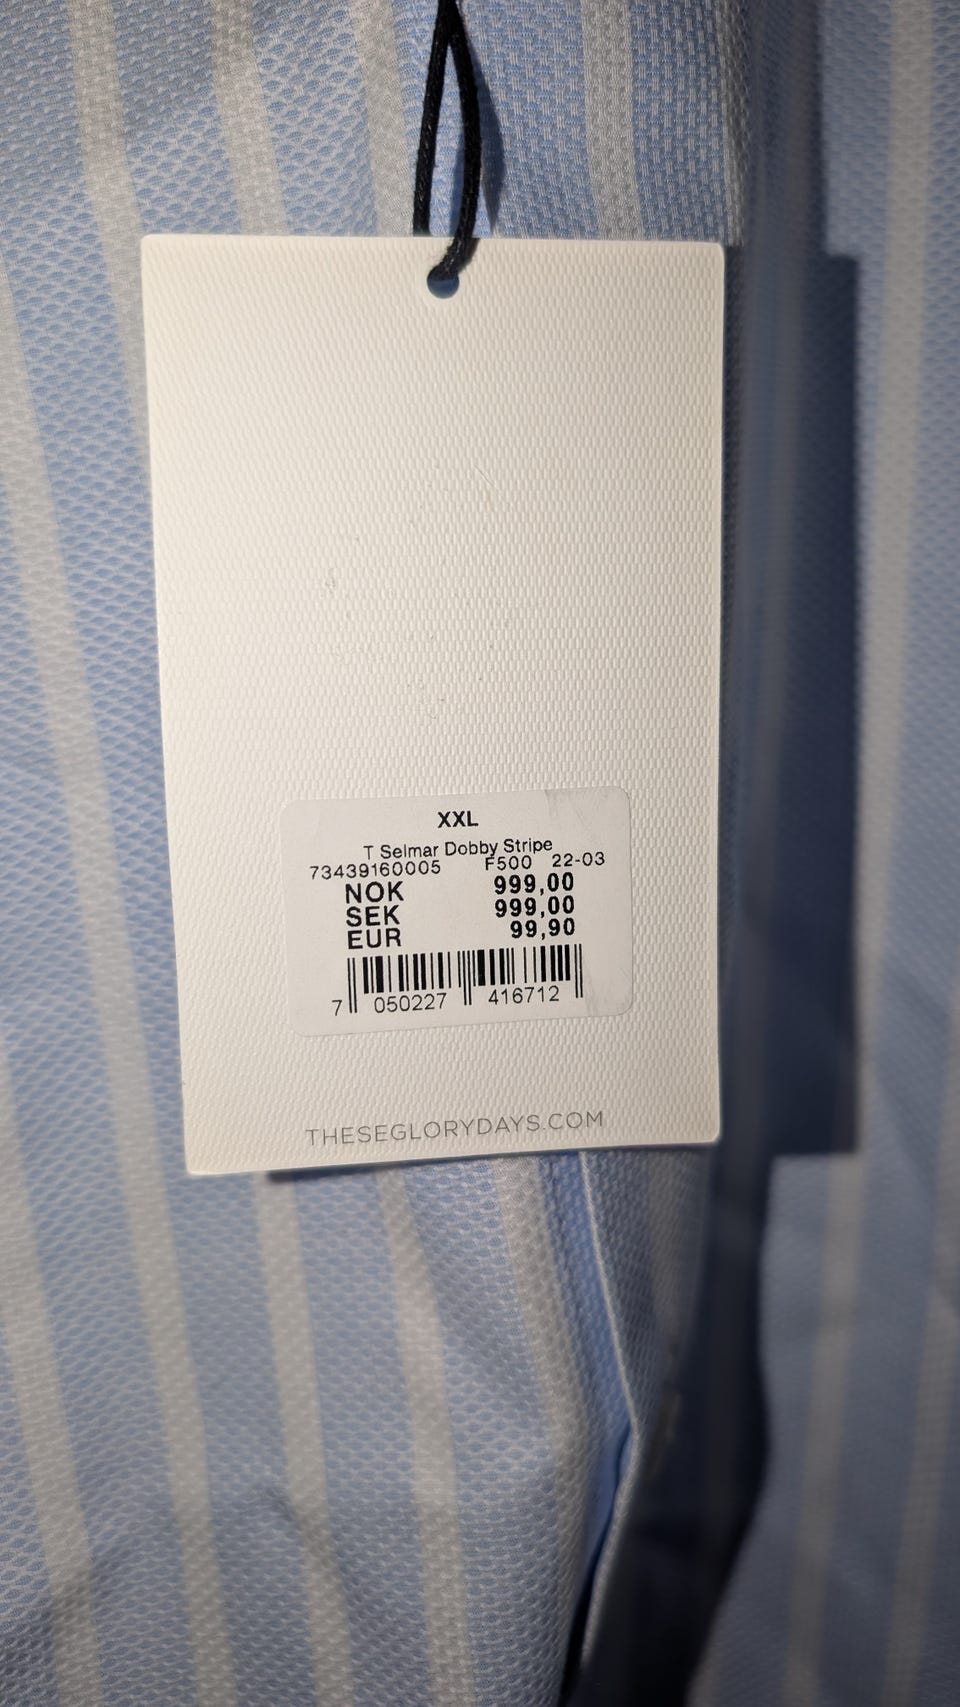 XXL
T Selmar Dobby Stripe
73439160005 F500 22-03
NOK 999,00
SEK 999,00
EUR 99,90
7 050227 416712
THESEGLORYDAYS.COM